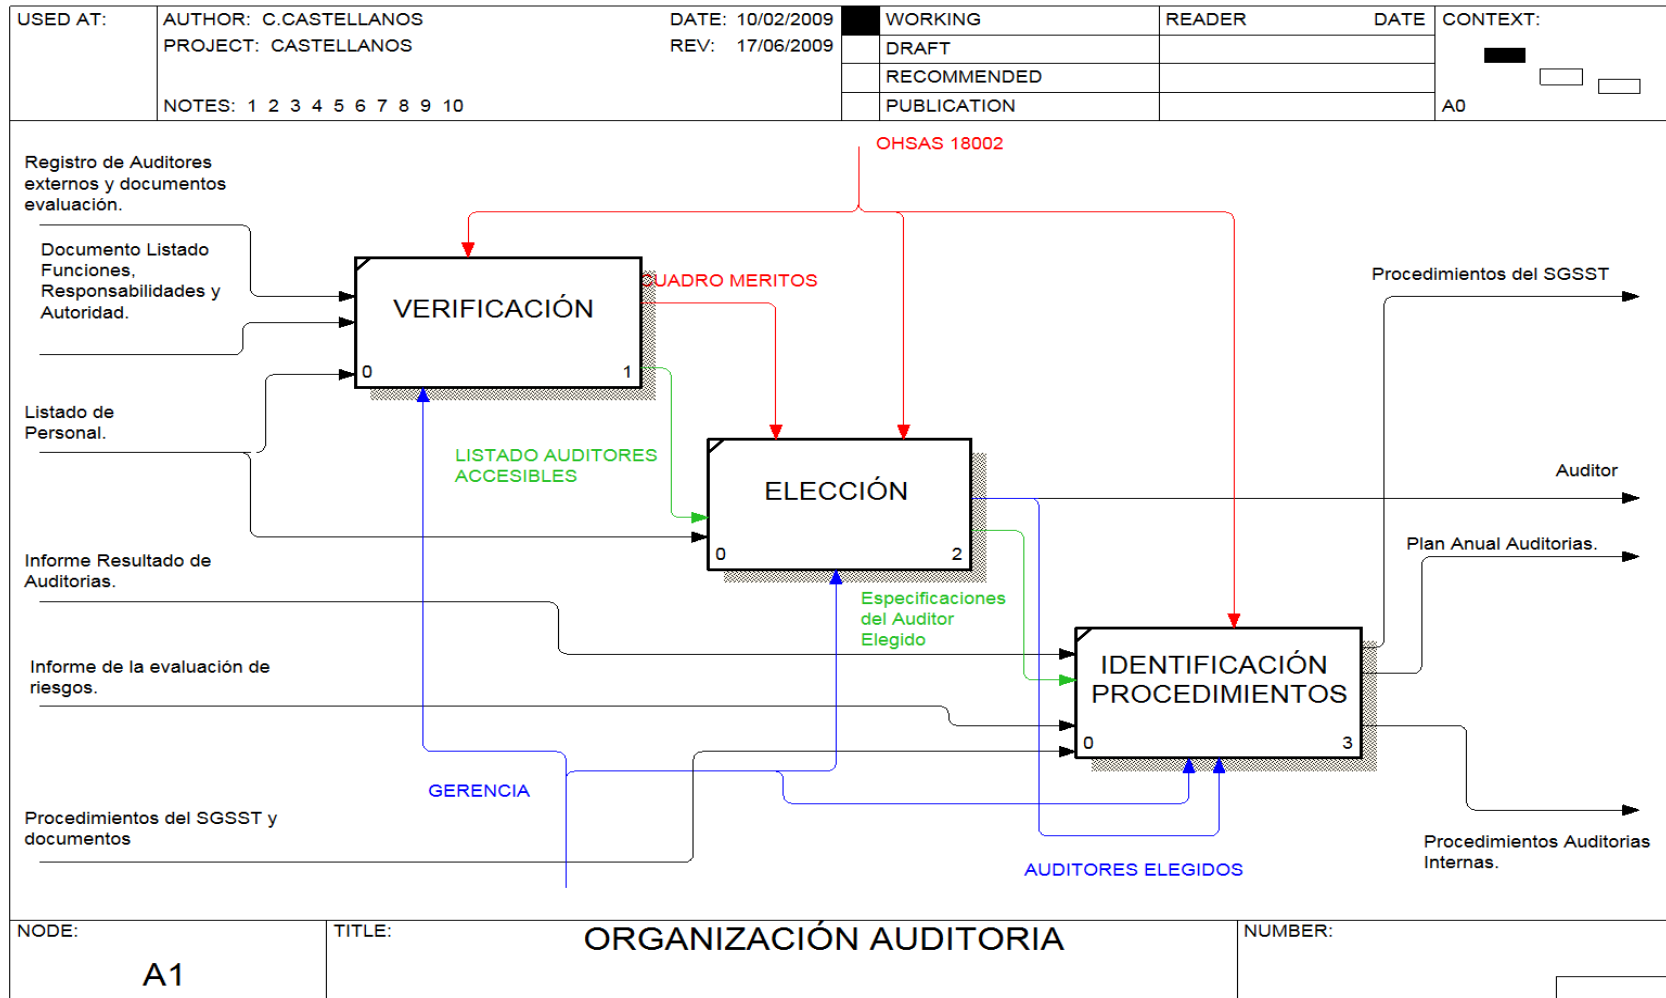 USED AT:
AUTHOR: C.CASTELLANOS
DATE: 10/02/2009
PROJECT: CASTELLANOS
REV: 17/06/2009
NOTES: 1 2 3 4 5 6 7 8 9 10
WORKING
DRAFT
RECOMMENDED
PUBLICATION
READER
DATE
CONTEXT:
A0
OHSAS 18002
Registro de Auditores
externos y documentos
evaluación.
Documento Listado
Funciones,
Responsabilidades y
Autoridad.
Listado de
Personal.
Informe Resultado de
Auditorias.
Informe de la evaluación de
riesgos.
Procedimientos del SGSST y
documentos
VERIFICACIÓN
0
1
CUADRO MERITOS
LISTADO AUDITORES
ACCESIBLES
ELECCIÓN
0
2
Especificaciones
del Auditor
Elegido
IDENTIFICACIÓN
PROCEDIMIENTOS
0
3
GERENCIA
AUDITORES ELEGIDOS
Procedimientos del SGSST
Auditor
Plan Anual Auditorias.
Procedimientos Auditorias
Internas.
NODE:
A1
TITLE:
ORGANIZACIÓN AUDITORIA
NUMBER: